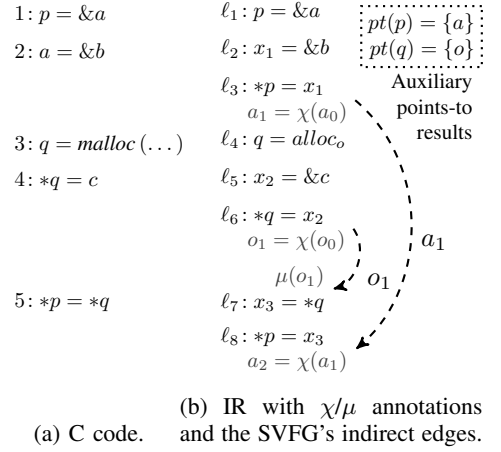 1: p = &a
2: a = &b
3: q = malloc(...)
4: *q = c
5: *p = *q
ℓ₁: p = &a
ℓ₂: x₁ = &b
ℓ₃: *p = x₁
a₁ = χ(a₀)
ℓ₄: q = allocₒ
ℓ₅: x₂ = &c
ℓ₆: *q = x₂
o₁ = χ(o₀)
μ(o₁)
ℓ₇: x₃ = *q
ℓ₈: *p = x₃
a₂ = χ(a₁)
pt(p) = {a}
pt(q) = {o}
Auxiliary
points-to
results
a₁
o₁
(a) C code.
(b) IR with χ/μ annotations
and the SVFG's indirect edges.